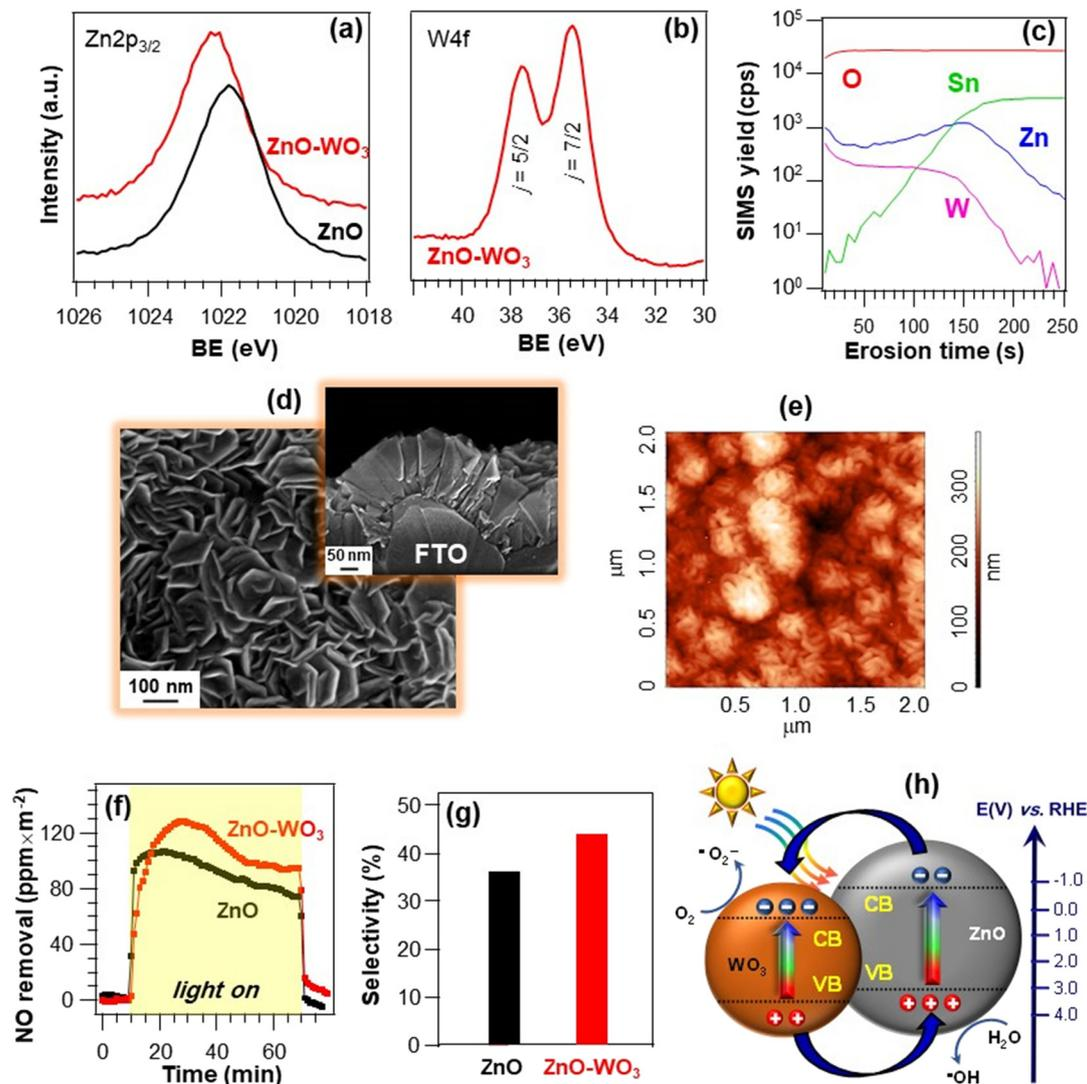 (a)
Zn2p3/2
Intensity (a.u.)
ZnO-WO3
ZnO
1026 1024 1022 1020 1018
BE (eV)
(b)
W4f
j = 5/2
j = 7/2
ZnO-WO3
40 38 36 34 32 30
BE (eV)
(c)
SIMS yield (cps)
10^5
10^4
10^3
10^2
10^1
10^0
O
Sn
Zn
W
50 100 150 200 250
Erosion time (s)
(d)
100 nm
50 nm
FTO
(e)
2.0
1.5
1.0
0.5
0
μm
0.5 1.0 1.5 2.0
μm
300
200
100
0
nm
(f)
NO removal (ppm×m^-2)
120
80
40
0
ZnO-WO3
ZnO
light on
0 20 40 60
Time (min)
(g)
Selectivity (%)
50
40
30
20
10
0
ZnO ZnO-WO3
(h)
E(V) vs. RHE
-1.0
0.0
1.0
2.0
3.0
4.0
·O2−
O2
WO3
CB
VB
CB
VB
ZnO
H2O
·OH